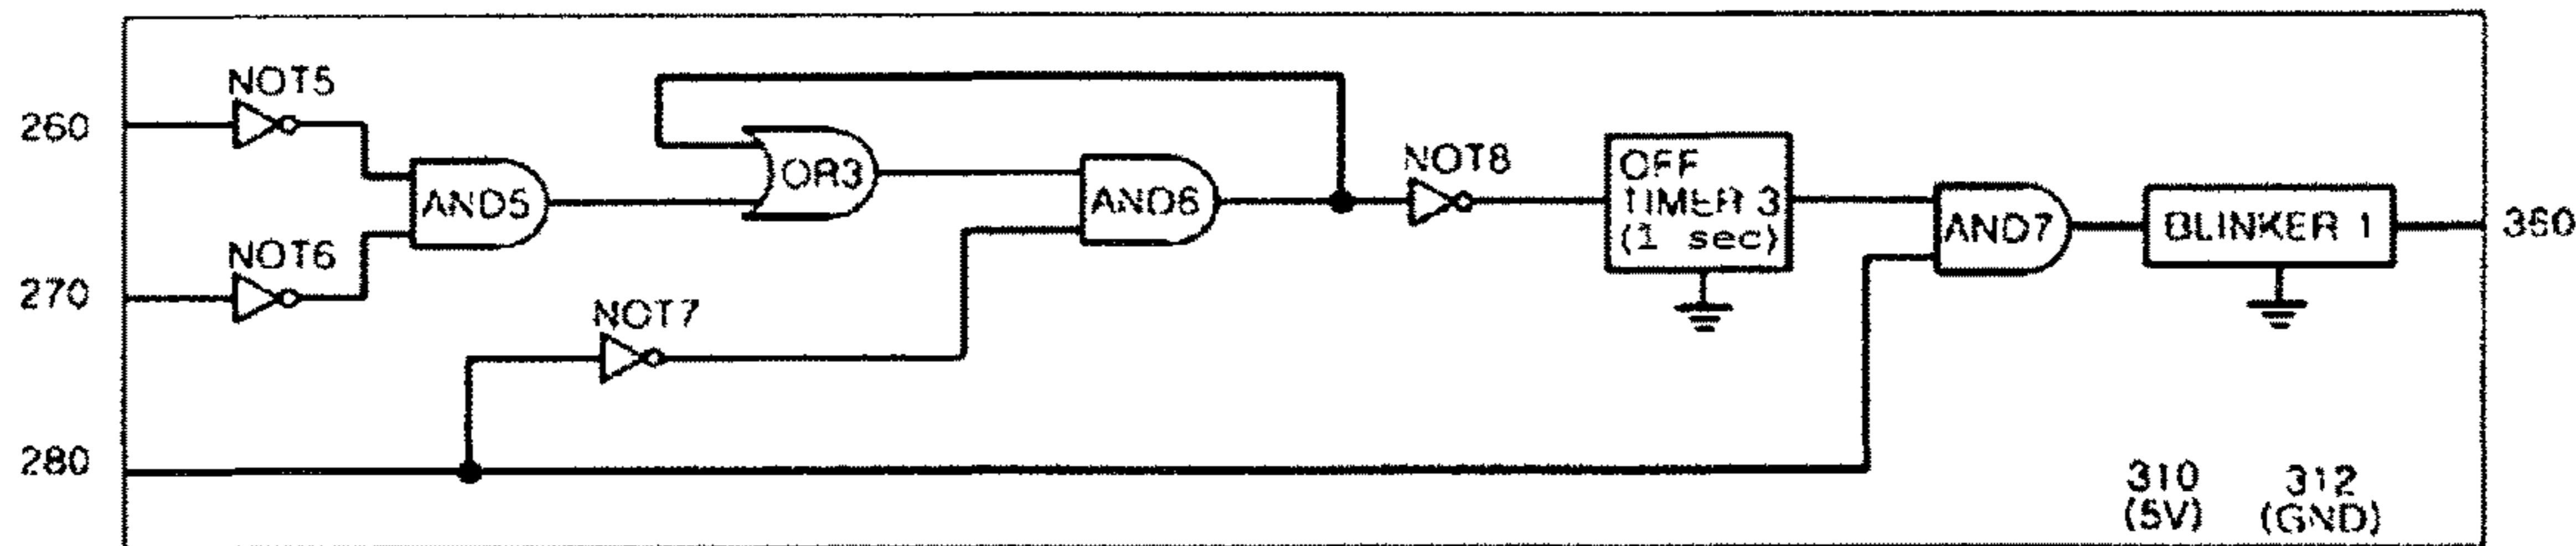 NOT5
260
OR3
NOT8
OFF
TIMER 3
(1 sec)
AND5
AND6
AND7
BLINKER 1
350
NOT6
270
NOT7
280
310
(5V)
312
(GND)